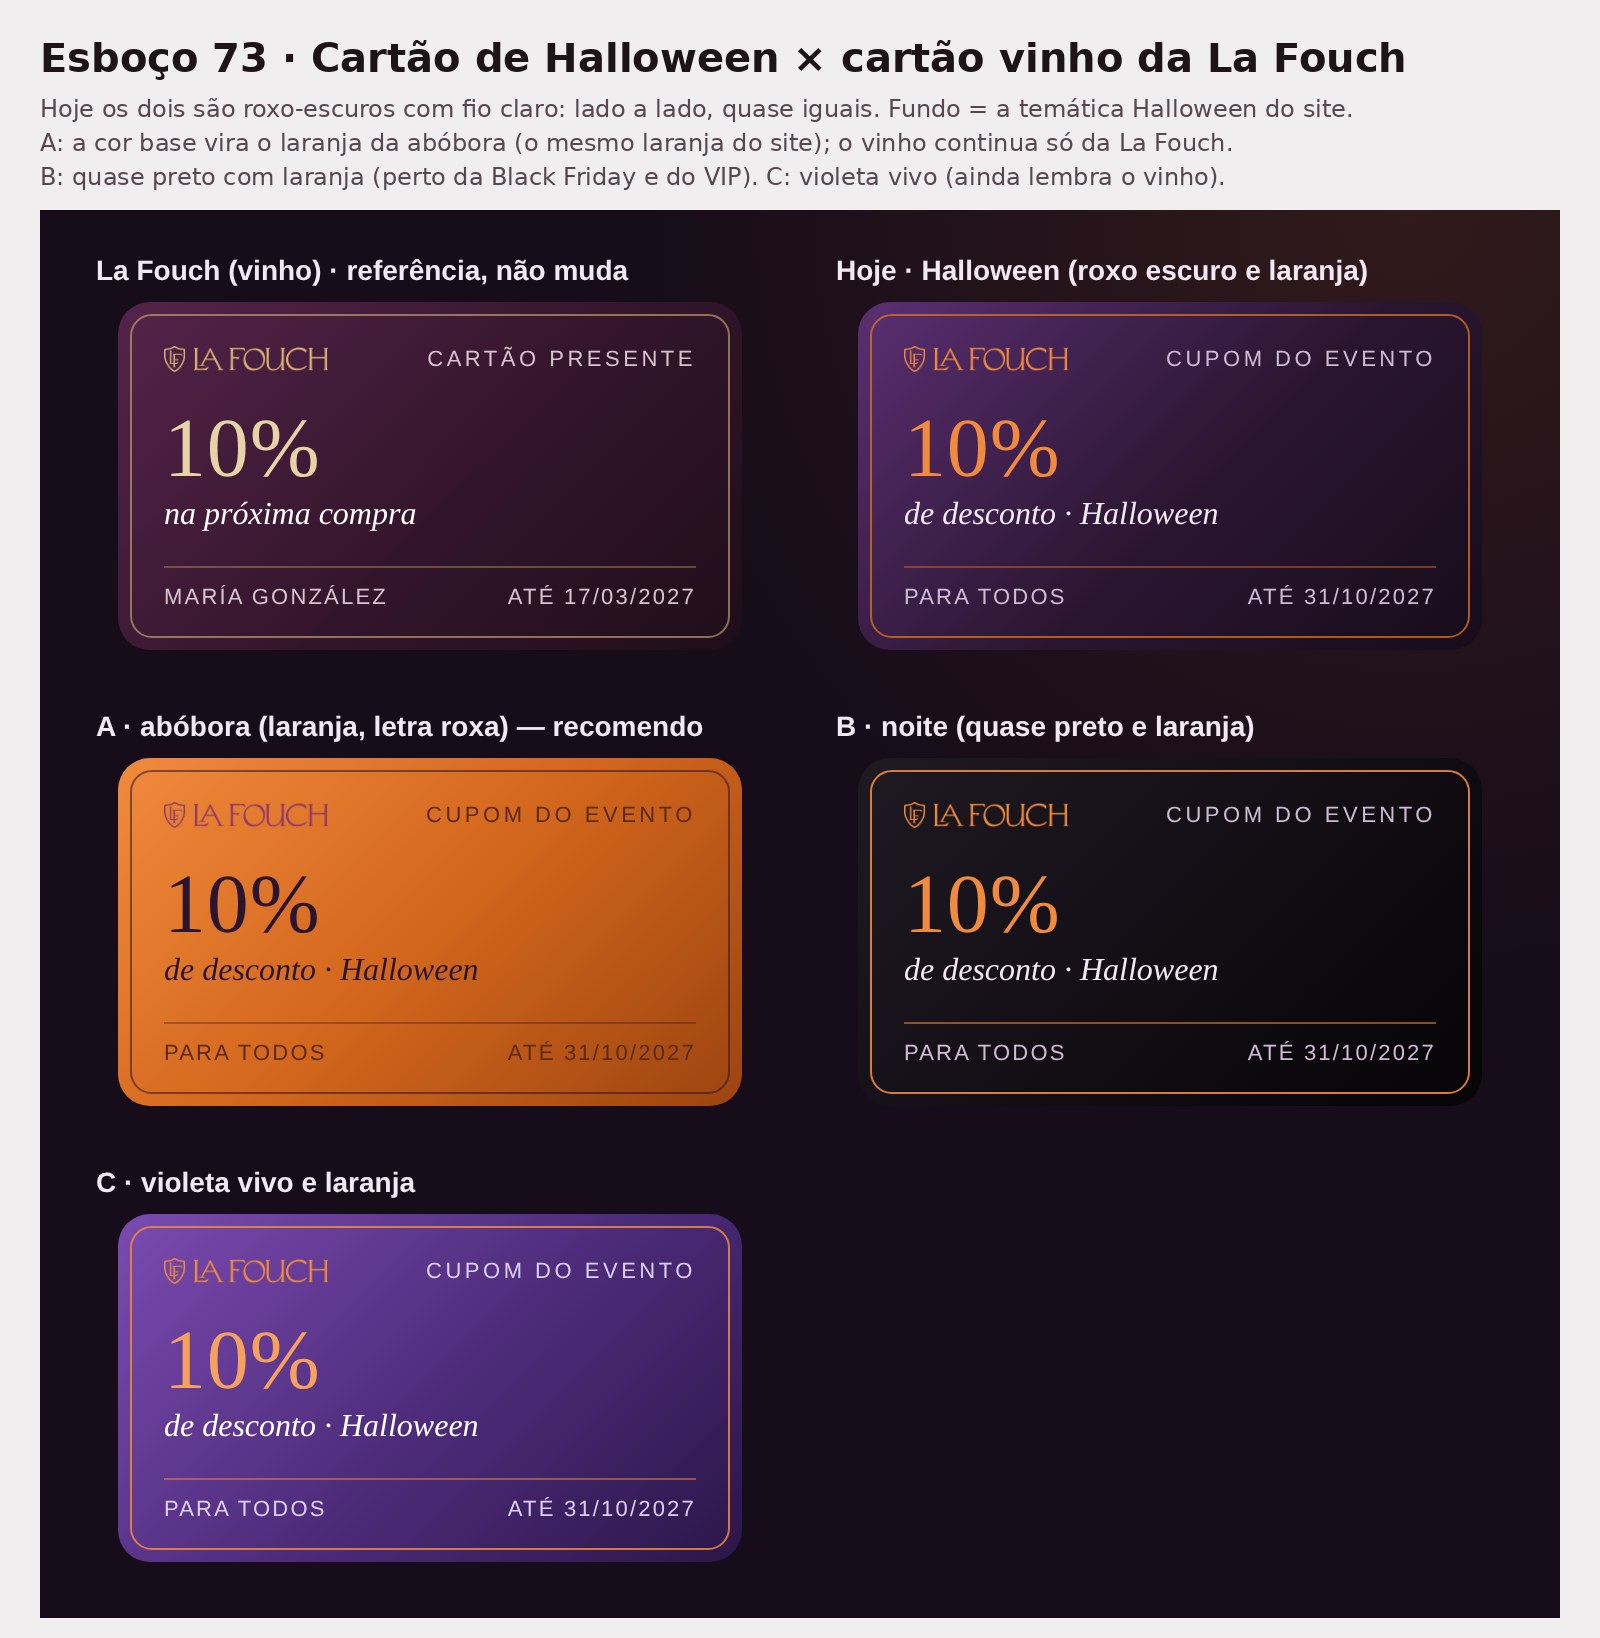 Esboço 73 · Cartão de Halloween × cartão vinho da La Fouch
Hoje os dois são roxo-escuros com fio claro: lado a lado, quase iguais. Fundo = a temática Halloween do site.
A: a cor base vira o laranja da abóbora (o mesmo laranja do site); o vinho continua só da La Fouch.
B: quase preto com laranja (perto da Black Friday e do VIP). C: violeta vivo (ainda lembra o vinho).
La Fouch (vinho) · referência, não muda
LF LA FOUCH CARTÃO PRESENTE
10%
na próxima compra
MARÍA GONZÁLEZ ATÉ 17/03/2027
Hoje · Halloween (roxo escuro e laranja)
LF LA FOUCH CUPOM DO EVENTO
10%
de desconto · Halloween
PARA TODOS ATÉ 31/10/2027
A · abóbora (laranja, letra roxa) — recomendo
LF LA FOUCH CUPOM DO EVENTO
10%
de desconto · Halloween
PARA TODOS ATÉ 31/10/2027
B · noite (quase preto e laranja)
LF LA FOUCH CUPOM DO EVENTO
10%
de desconto · Halloween
PARA TODOS ATÉ 31/10/2027
C · violeta vivo e laranja
LF LA FOUCH CUPOM DO EVENTO
10%
de desconto · Halloween
PARA TODOS ATÉ 31/10/2027